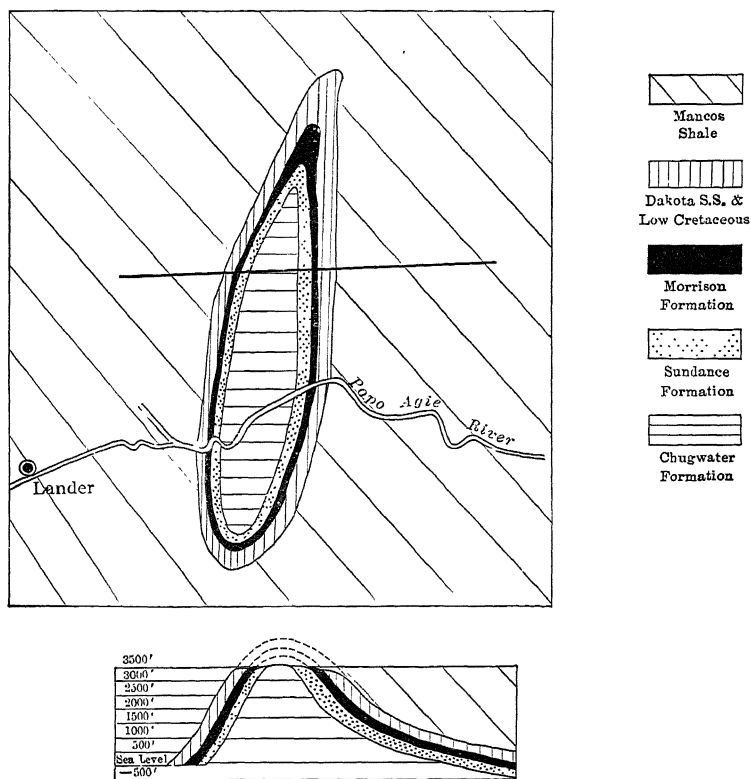 Mancos
Shale
Dakota S.S. &
Low Cretaceous
Morrison
Formation
Sundance
Formation
Chugwater
Formation
Popo Agie River
Lander
3500'
3000'
2500'
2000'
1500'
1000'
500'
Sea Level
—500'